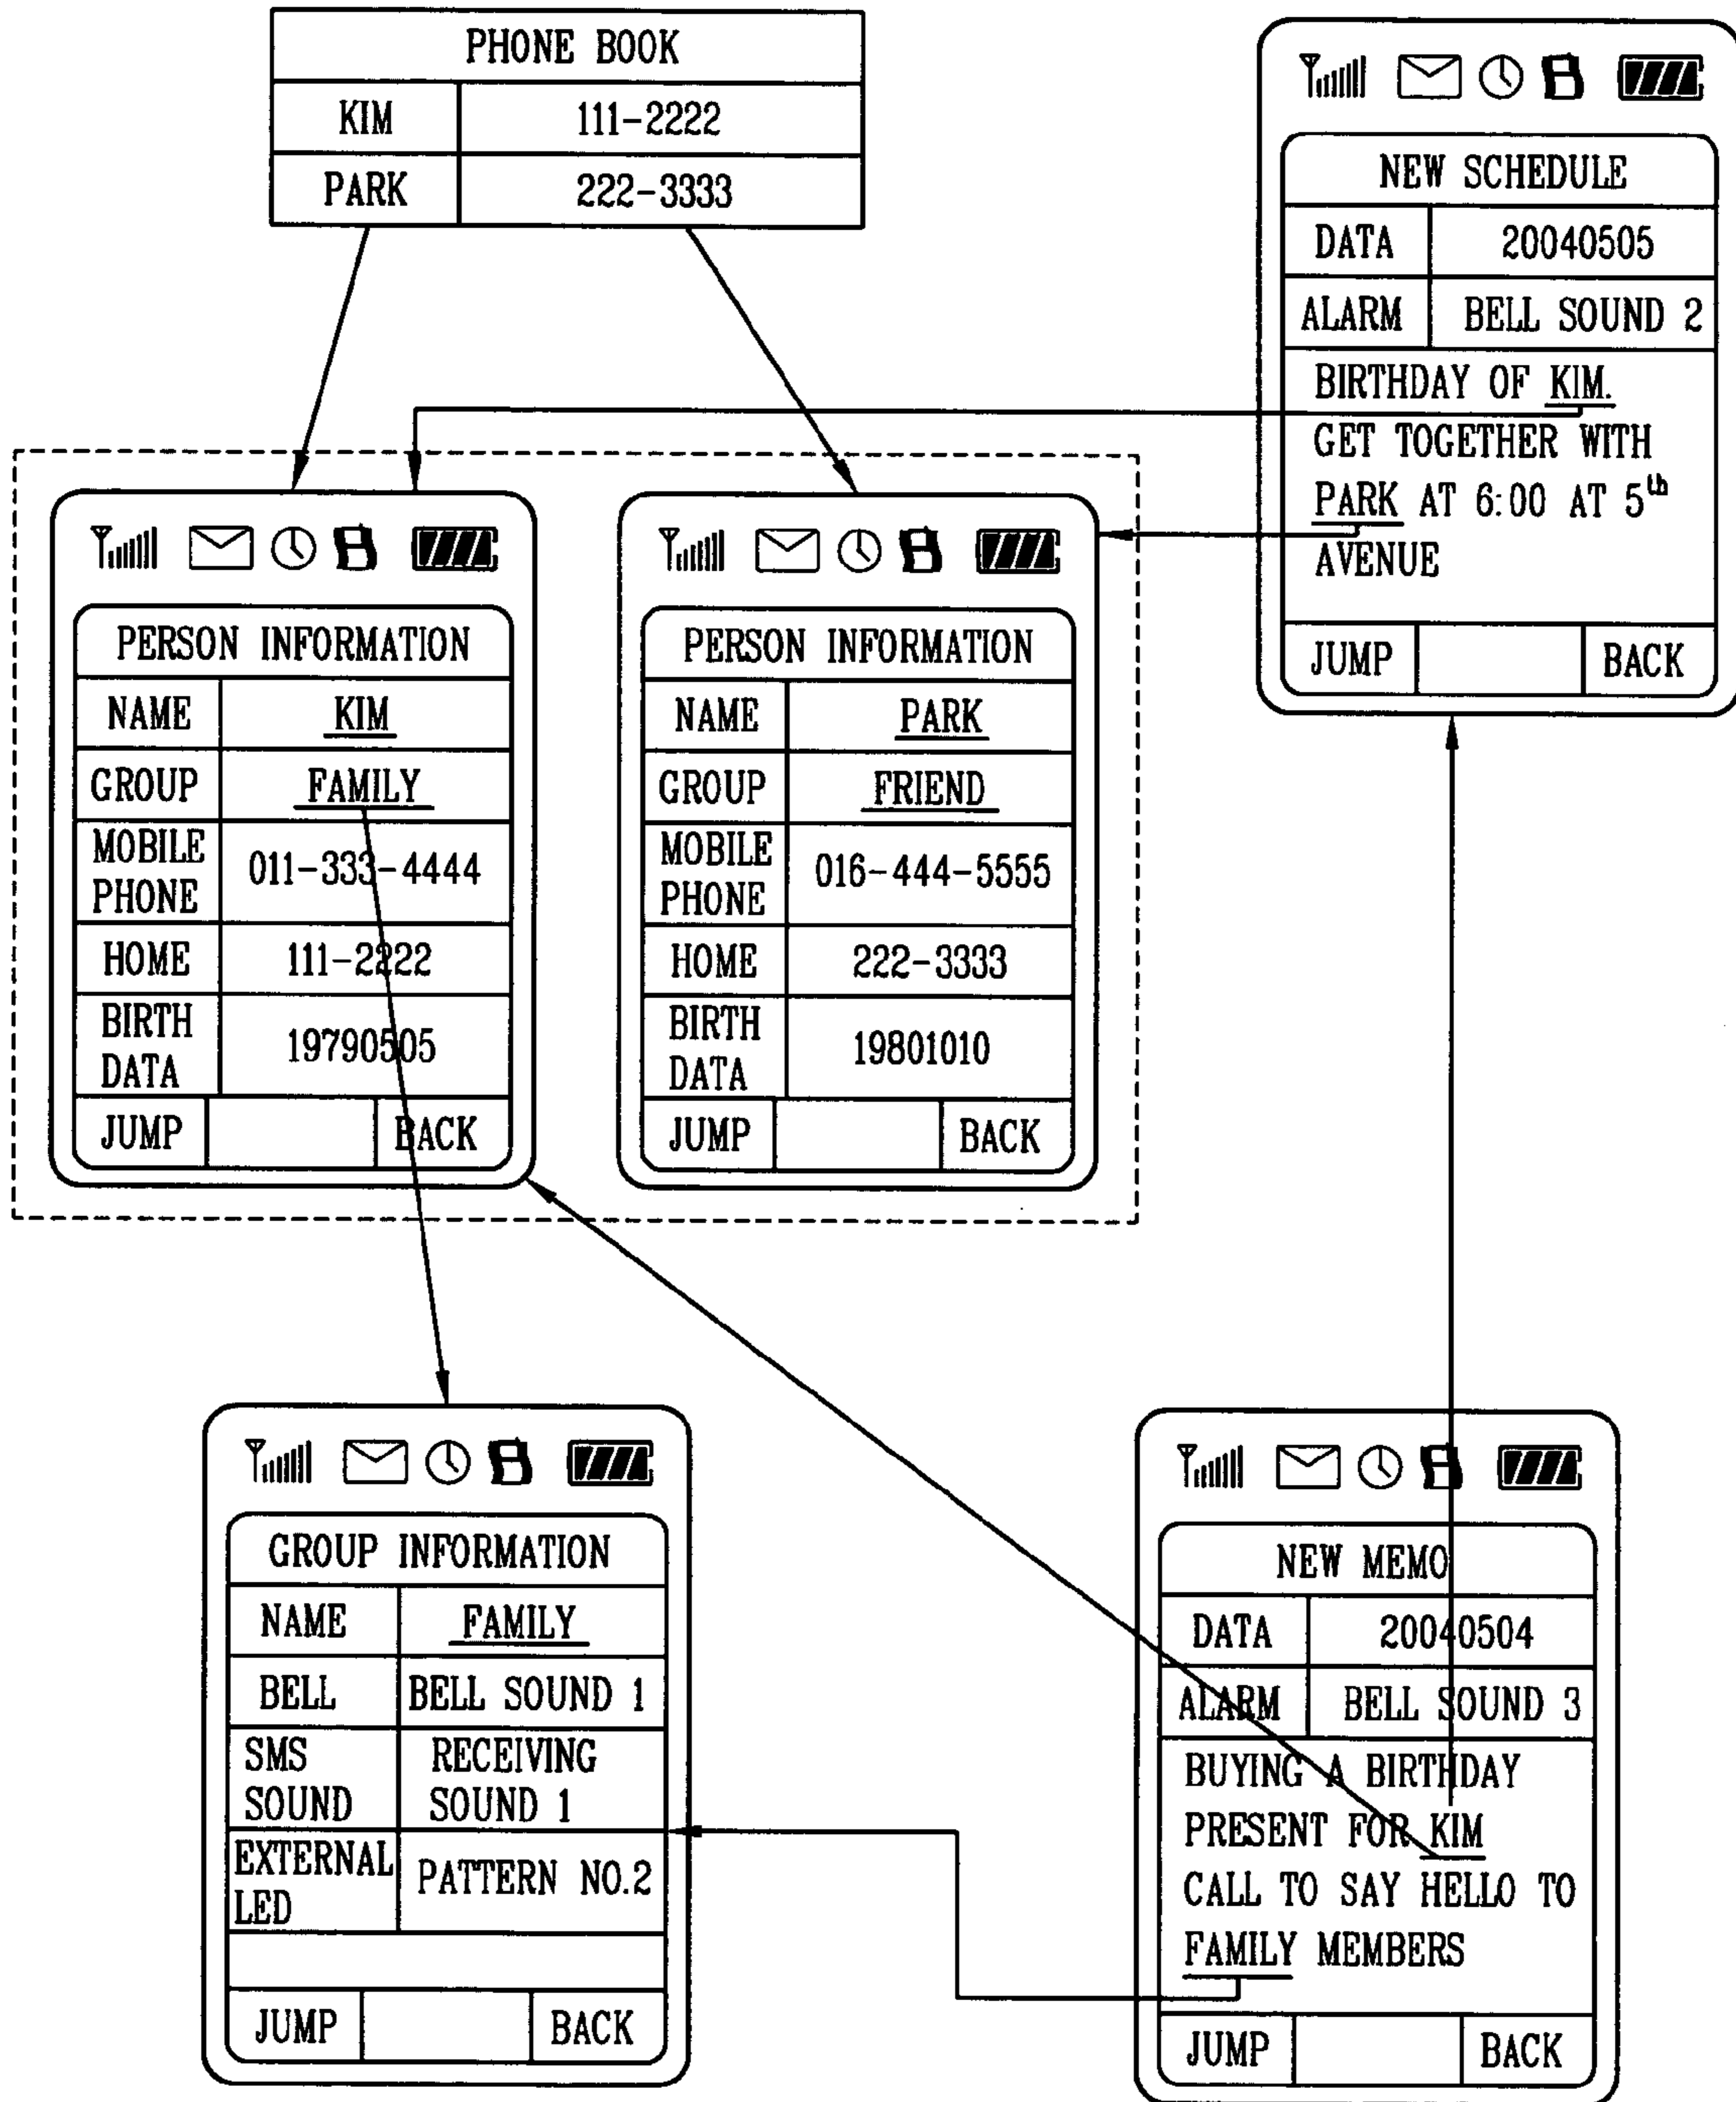 PHONE BOOK
KIM 111-2222
PARK 222-3333
NEW SCHEDULE
DATA 20040505
ALARM BELL SOUND 2
BIRTHDAY OF KIM.
GET TOGETHER WITH
PARK AT 6:00 AT 5th
AVENUE
JUMP BACK
PERSON INFORMATION
NAME KIM
GROUP FAMILY
MOBILE
PHONE 011-333-4444
HOME 111-2222
BIRTH
DATA 19790505
JUMP BACK
PERSON INFORMATION
NAME PARK
GROUP FRIEND
MOBILE
PHONE 016-444-5555
HOME 222-3333
BIRTH
DATA 19801010
JUMP BACK
GROUP INFORMATION
NAME FAMILY
BELL BELL SOUND 1
SMS RECEIVING
SOUND SOUND 1
EXTERNAL
LED PATTERN NO.2
JUMP BACK
NEW MEMO
DATA 20040504
ALARM BELL SOUND 3
BUYING A BIRTHDAY
PRESENT FOR KIM
CALL TO SAY HELLO TO
FAMILY MEMBERS
JUMP BACK